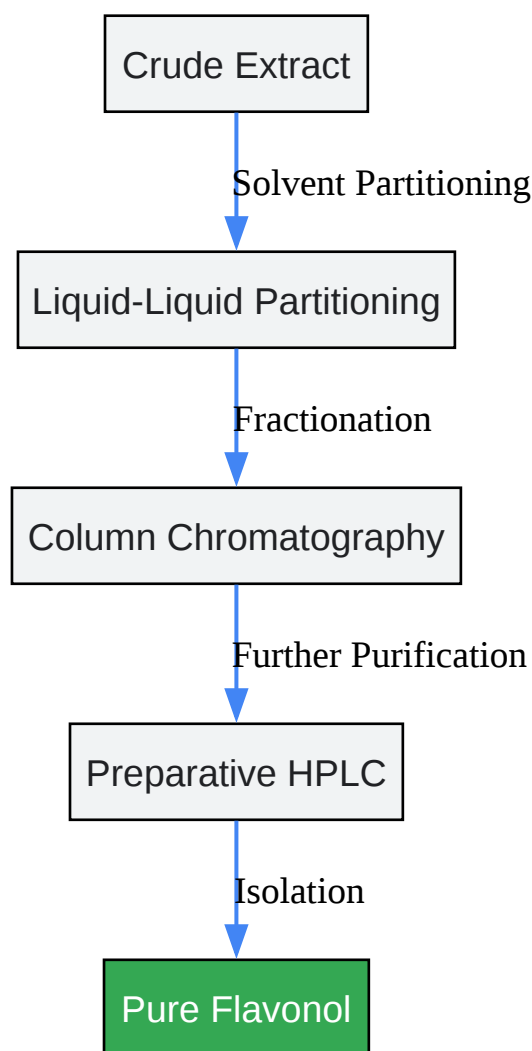 Crude Extract
Solvent Partitioning
Liquid-Liquid Partitioning
Fractionation
Column Chromatography
Further Purification
Preparative HPLC
Isolation
Pure Flavonol